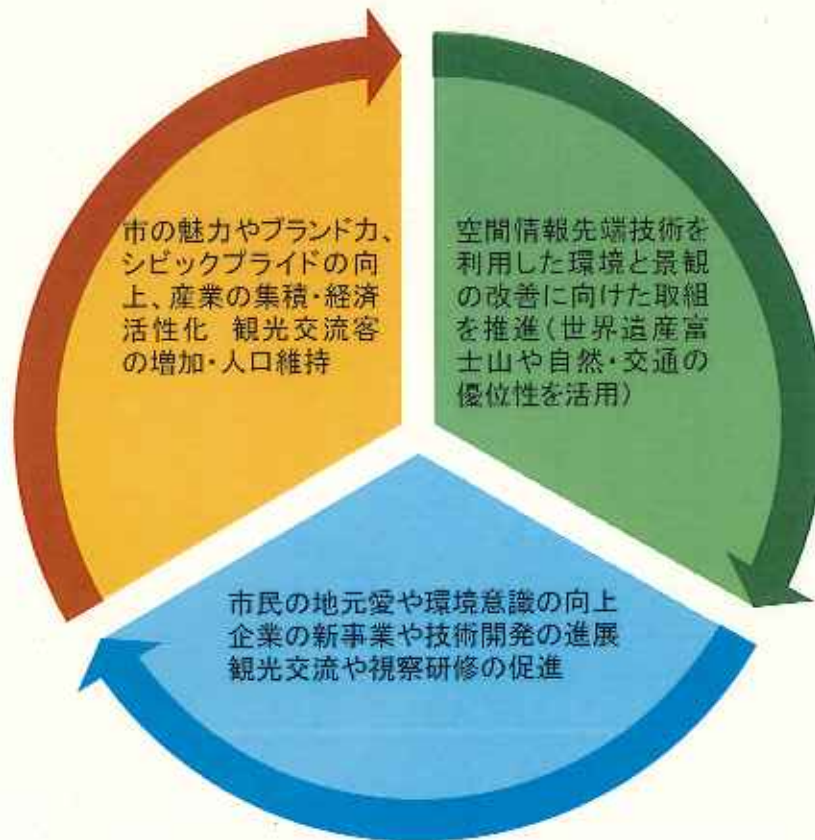 市の魅力やブランド力、
シビックプライドの向
上、産業の集積・経済
活性化 観光交流客
の増加・人口維持
空間情報先端技術を
利用した環境と景観
の改善に向けた取組
を推進(世界遺産富
士山や自然・交通の
優位性を活用)
市民の地元愛や環境意識の向上
企業の新事業や技術開発の進展
観光交流や視察研修の促進